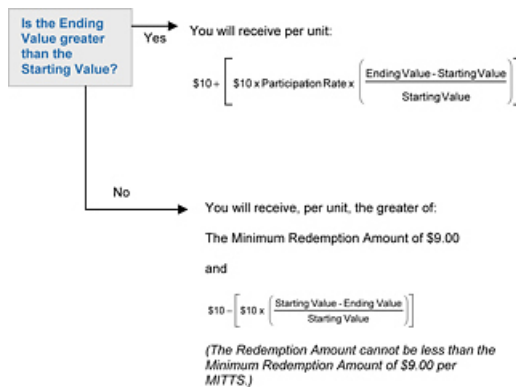 Is the Ending
Value greater
than the
Starting Value?
Yes
You will receive per unit:
$10+ [ $10 x Participation Rate x ( Ending Value - Starting Value
Starting Value ) ]
No
You will receive, per unit, the greater of:
The Minimum Redemption Amount of $9.00
and
$10 – [ $10 x ( Starting Value - Ending Value
Starting Value ) ]
(The Redemption Amount cannot be less than the
Minimum Redemption Amount of $9.00 per
MITTS.)